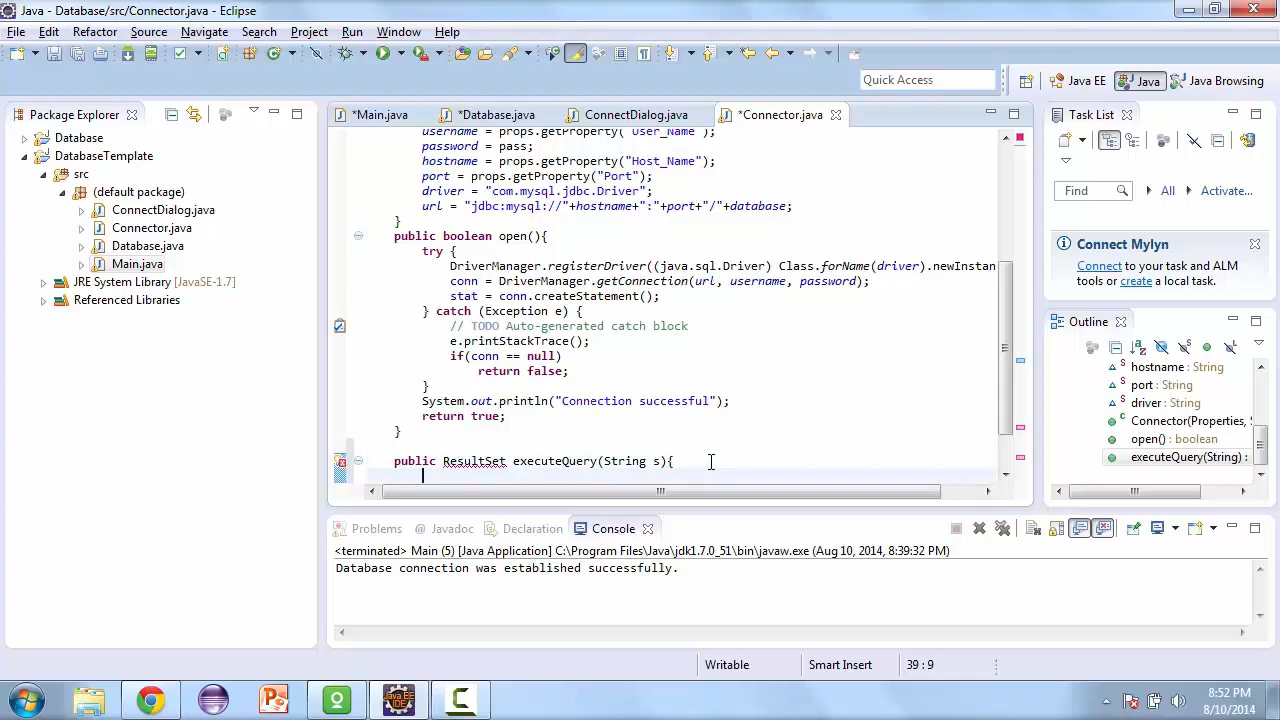 Java - Database/src/Connector.java - Eclipse
File Edit Refactor Source Navigate Search Project Run Window Help
Quick Access
Java EE
Java
Java Browsing
Package Explorer
*Main.java
*Database.java
ConnectDialog.java
*Connector.java
Task List
Database
DatabaseTemplate
src
(default package)
ConnectDialog.java
Connector.java
Database.java
Main.java
JRE System Library [JavaSE-1.7]
Referenced Libraries
username = props.getProperty("User_Name");
password = pass;
hostname = props.getProperty("Host_Name");
port = props.getProperty("Port");
driver = "com.mysql.jdbc.Driver";
url = "jdbc:mysql://"+hostname+":"+port+"/"+database;
}
public boolean open(){
try {
DriverManager.registerDriver((java.sql.Driver) Class.forName(driver).newInstan
conn = DriverManager.getConnection(url, username, password);
stat = conn.createStatement();
} catch (Exception e) {
// TODO Auto-generated catch block
e.printStackTrace();
if(conn == null)
return false;
}
System.out.println("Connection successful");
return true;
}
public ResultSet executeQuery(String s){
Find
All
Activate...
Connect Mylyn
Connect to your task and ALM
tools or create a local task.
Outline
hostname : String
port : String
driver : String
Connector(Properties,
open() : boolean
executeQuery(String) :
Problems
@ Javadoc
Declaration
Console
<terminated> Main (5) [Java Application] C:\Program Files\Java\jdk1.7.0_51\bin\javaw.exe (Aug 10, 2014, 8:39:32 PM)
Database connection was established successfully.
Writable
Smart Insert
39 : 9
8:52 PM
8/10/2014